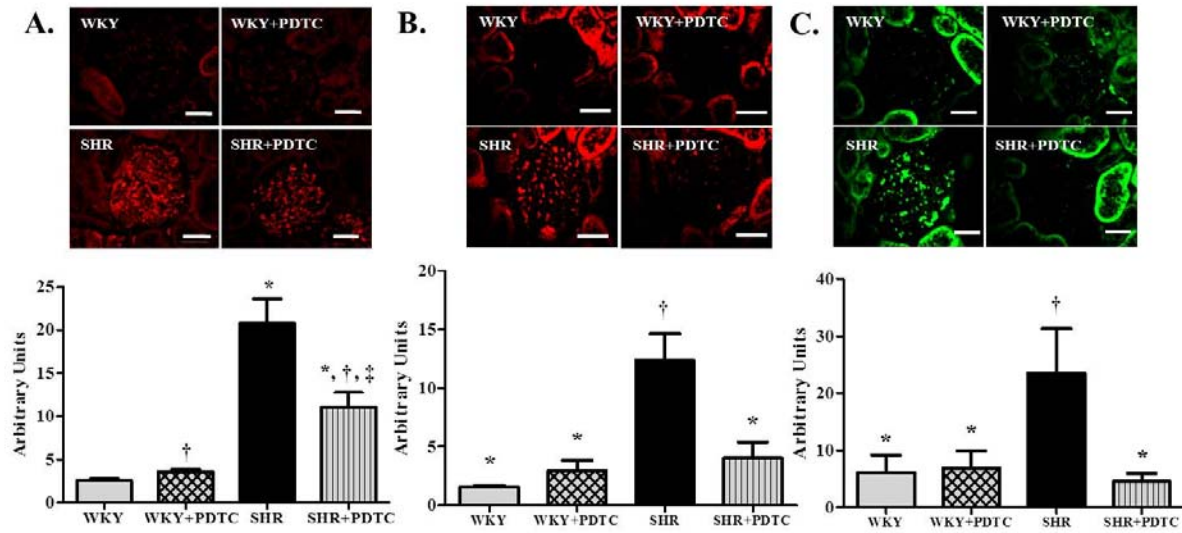 A.
WKY WKY+PDTC
SHR SHR+PDTC
Arbitrary Units
25
20
15
10
5
0
†
*
*, †, ‡
WKY WKY+PDTC SHR SHR+PDTC
B.
WKY WKY+PDTC
SHR SHR+PDTC
Arbitrary Units
20
15
10
5
0
*
*
†
*
WKY WKY+PDTC SHR SHR+PDTC
C.
WKY WKY+PDTC
SHR SHR+PDTC
Arbitrary Units
40
30
20
10
0
*
*
†
*
WKY WKY+PDTC SHR SHR+PDTC